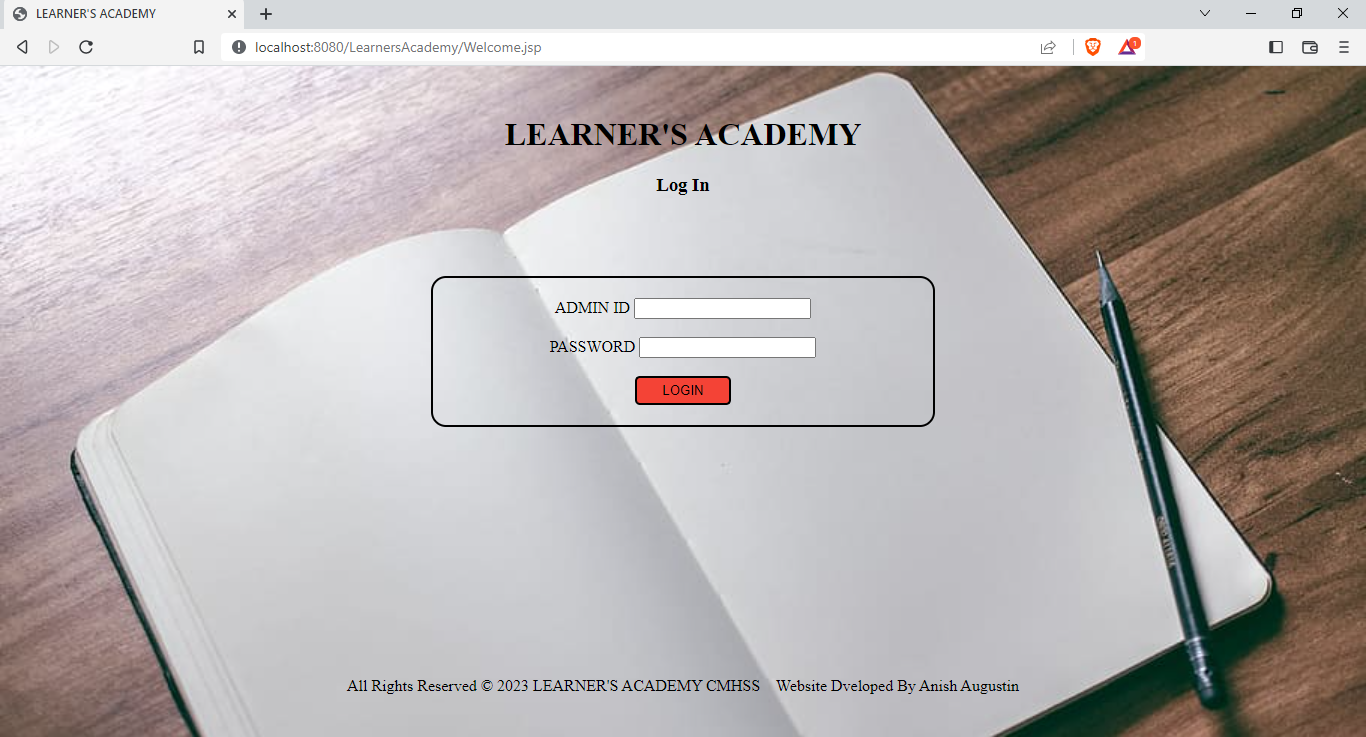 LEARNER'S ACADEMY
localhost:8080/LearnersAcademy/Welcome.jsp
1
LEARNER'S ACADEMY
Log In
ADMIN ID
PASSWORD
LOGIN
All Rights Reserved © 2023 LEARNER'S ACADEMY CMHSS Website Dveloped By Anish Augustin